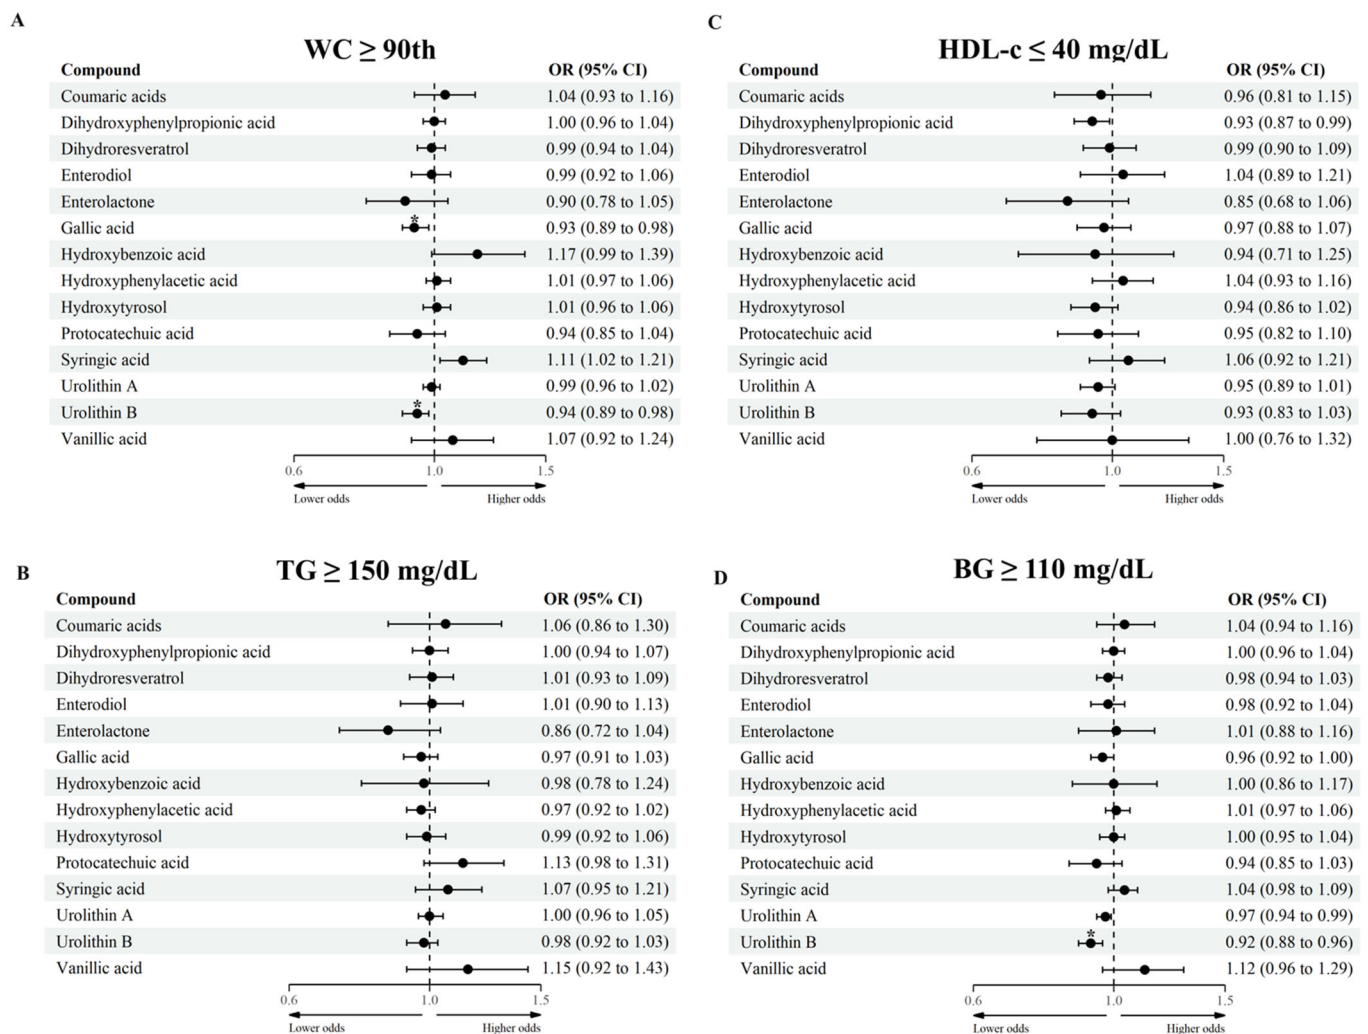 A
WC ≥ 90th
Compound OR (95% CI)
Coumaric acids 1.04 (0.93 to 1.16)
Dihydroxyphenylpropionic acid 1.00 (0.96 to 1.04)
Dihydroresveratrol 0.99 (0.94 to 1.04)
Enterodiol 0.99 (0.92 to 1.06)
Enterolactone 0.90 (0.78 to 1.05)
Gallic acid * 0.93 (0.89 to 0.98)
Hydroxybenzoic acid 1.17 (0.99 to 1.39)
Hydroxyphenylacetic acid 1.01 (0.97 to 1.06)
Hydroxytyrosol 1.01 (0.96 to 1.06)
Protocatechuic acid 0.94 (0.85 to 1.04)
Syringic acid 1.11 (1.02 to 1.21)
Urolithin A 0.99 (0.96 to 1.02)
Urolithin B * 0.94 (0.89 to 0.98)
Vanillic acid 1.07 (0.92 to 1.24)
0.6 1.0 1.5
Lower odds Higher odds
C
HDL-c ≤ 40 mg/dL
Compound OR (95% CI)
Coumaric acids 0.96 (0.81 to 1.15)
Dihydroxyphenylpropionic acid 0.93 (0.87 to 0.99)
Dihydroresveratrol 0.99 (0.90 to 1.09)
Enterodiol 1.04 (0.89 to 1.21)
Enterolactone 0.85 (0.68 to 1.06)
Gallic acid 0.97 (0.88 to 1.07)
Hydroxybenzoic acid 0.94 (0.71 to 1.25)
Hydroxyphenylacetic acid 1.04 (0.93 to 1.16)
Hydroxytyrosol 0.94 (0.86 to 1.02)
Protocatechuic acid 0.95 (0.82 to 1.10)
Syringic acid 1.06 (0.92 to 1.21)
Urolithin A 0.95 (0.89 to 1.01)
Urolithin B 0.93 (0.83 to 1.03)
Vanillic acid 1.00 (0.76 to 1.32)
0.6 1.0 1.5
Lower odds Higher odds
B
TG ≥ 150 mg/dL
Compound OR (95% CI)
Coumaric acids 1.06 (0.86 to 1.30)
Dihydroxyphenylpropionic acid 1.00 (0.94 to 1.07)
Dihydroresveratrol 1.01 (0.93 to 1.09)
Enterodiol 1.01 (0.90 to 1.13)
Enterolactone 0.86 (0.72 to 1.04)
Gallic acid 0.97 (0.91 to 1.03)
Hydroxybenzoic acid 0.98 (0.78 to 1.24)
Hydroxyphenylacetic acid 0.97 (0.92 to 1.02)
Hydroxytyrosol 0.99 (0.92 to 1.06)
Protocatechuic acid 1.13 (0.98 to 1.31)
Syringic acid 1.07 (0.95 to 1.21)
Urolithin A 1.00 (0.96 to 1.05)
Urolithin B 0.98 (0.92 to 1.03)
Vanillic acid 1.15 (0.92 to 1.43)
0.6 1.0 1.5
Lower odds Higher odds
D
BG ≥ 110 mg/dL
Compound OR (95% CI)
Coumaric acids 1.04 (0.94 to 1.16)
Dihydroxyphenylpropionic acid 1.00 (0.96 to 1.04)
Dihydroresveratrol 0.98 (0.94 to 1.03)
Enterodiol 0.98 (0.92 to 1.04)
Enterolactone 1.01 (0.88 to 1.16)
Gallic acid 0.96 (0.92 to 1.00)
Hydroxybenzoic acid 1.00 (0.86 to 1.17)
Hydroxyphenylacetic acid 1.01 (0.97 to 1.06)
Hydroxytyrosol 1.00 (0.95 to 1.04)
Protocatechuic acid 0.94 (0.85 to 1.03)
Syringic acid 1.04 (0.98 to 1.09)
Urolithin A 0.97 (0.94 to 0.99)
Urolithin B * 0.92 (0.88 to 0.96)
Vanillic acid 1.12 (0.96 to 1.29)
0.6 1.0 1.5
Lower odds Higher odds